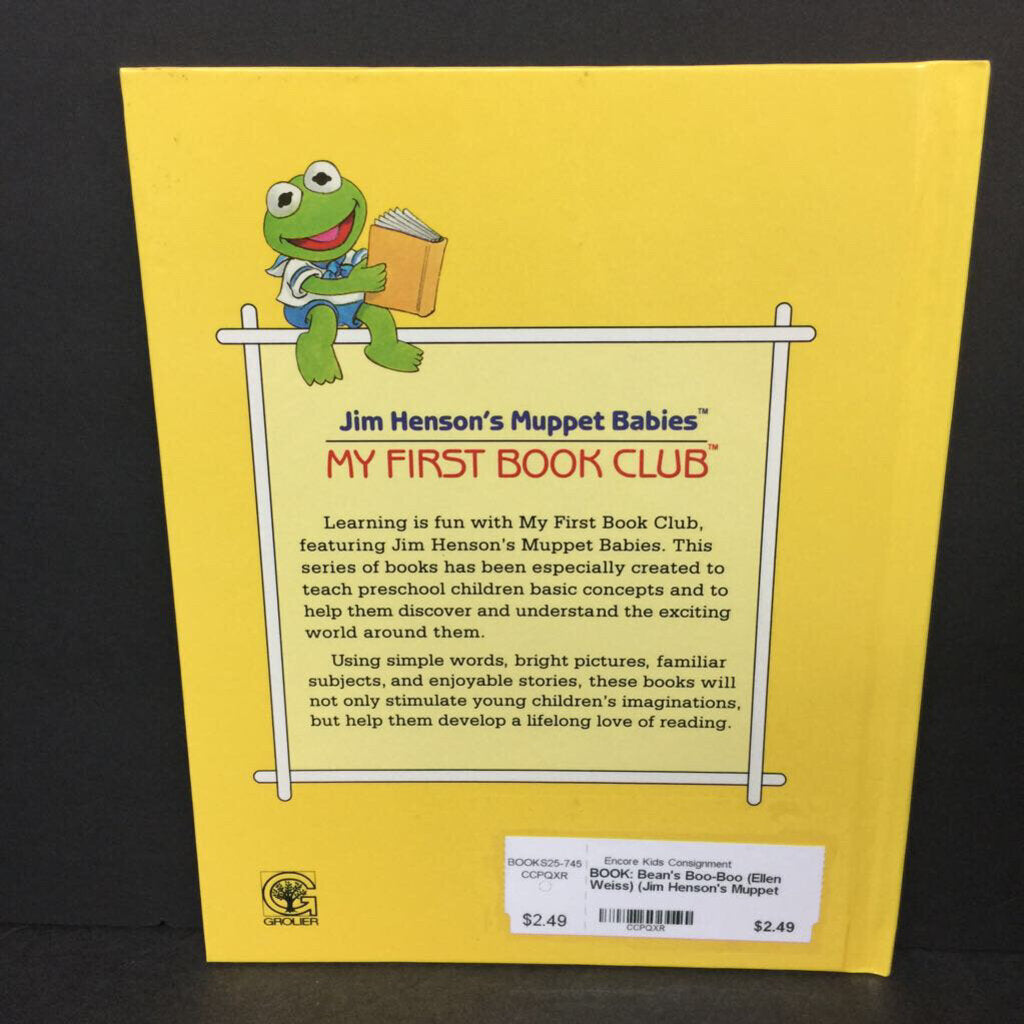 Jim Henson's Muppet Babies™
MY FIRST BOOK CLUB™
Learning is fun with My First Book Club,
featuring Jim Henson's Muppet Babies. This
series of books has been especially created to
teach preschool children basic concepts and to
help them discover and understand the exciting
world around them.
Using simple words, bright pictures, familiar
subjects, and enjoyable stories, these books will
not only stimulate young children's imaginations,
but help them develop a lifelong love of reading.
G
GROLIER
BOOKS25-745
CCPQXR
$2.49
Encore Kids Consignment
BOOK: Bean's Boo-Boo (Ellen
Weiss) (Jim Henson's Muppet
CCPQXR
$2.49